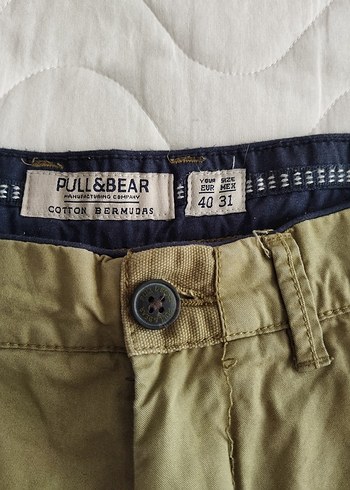 PULL&BEAR
MANUFACTURING COMPANY
COTTON BERMUDAS
YOUR SIZE
EUR MEX
40 31